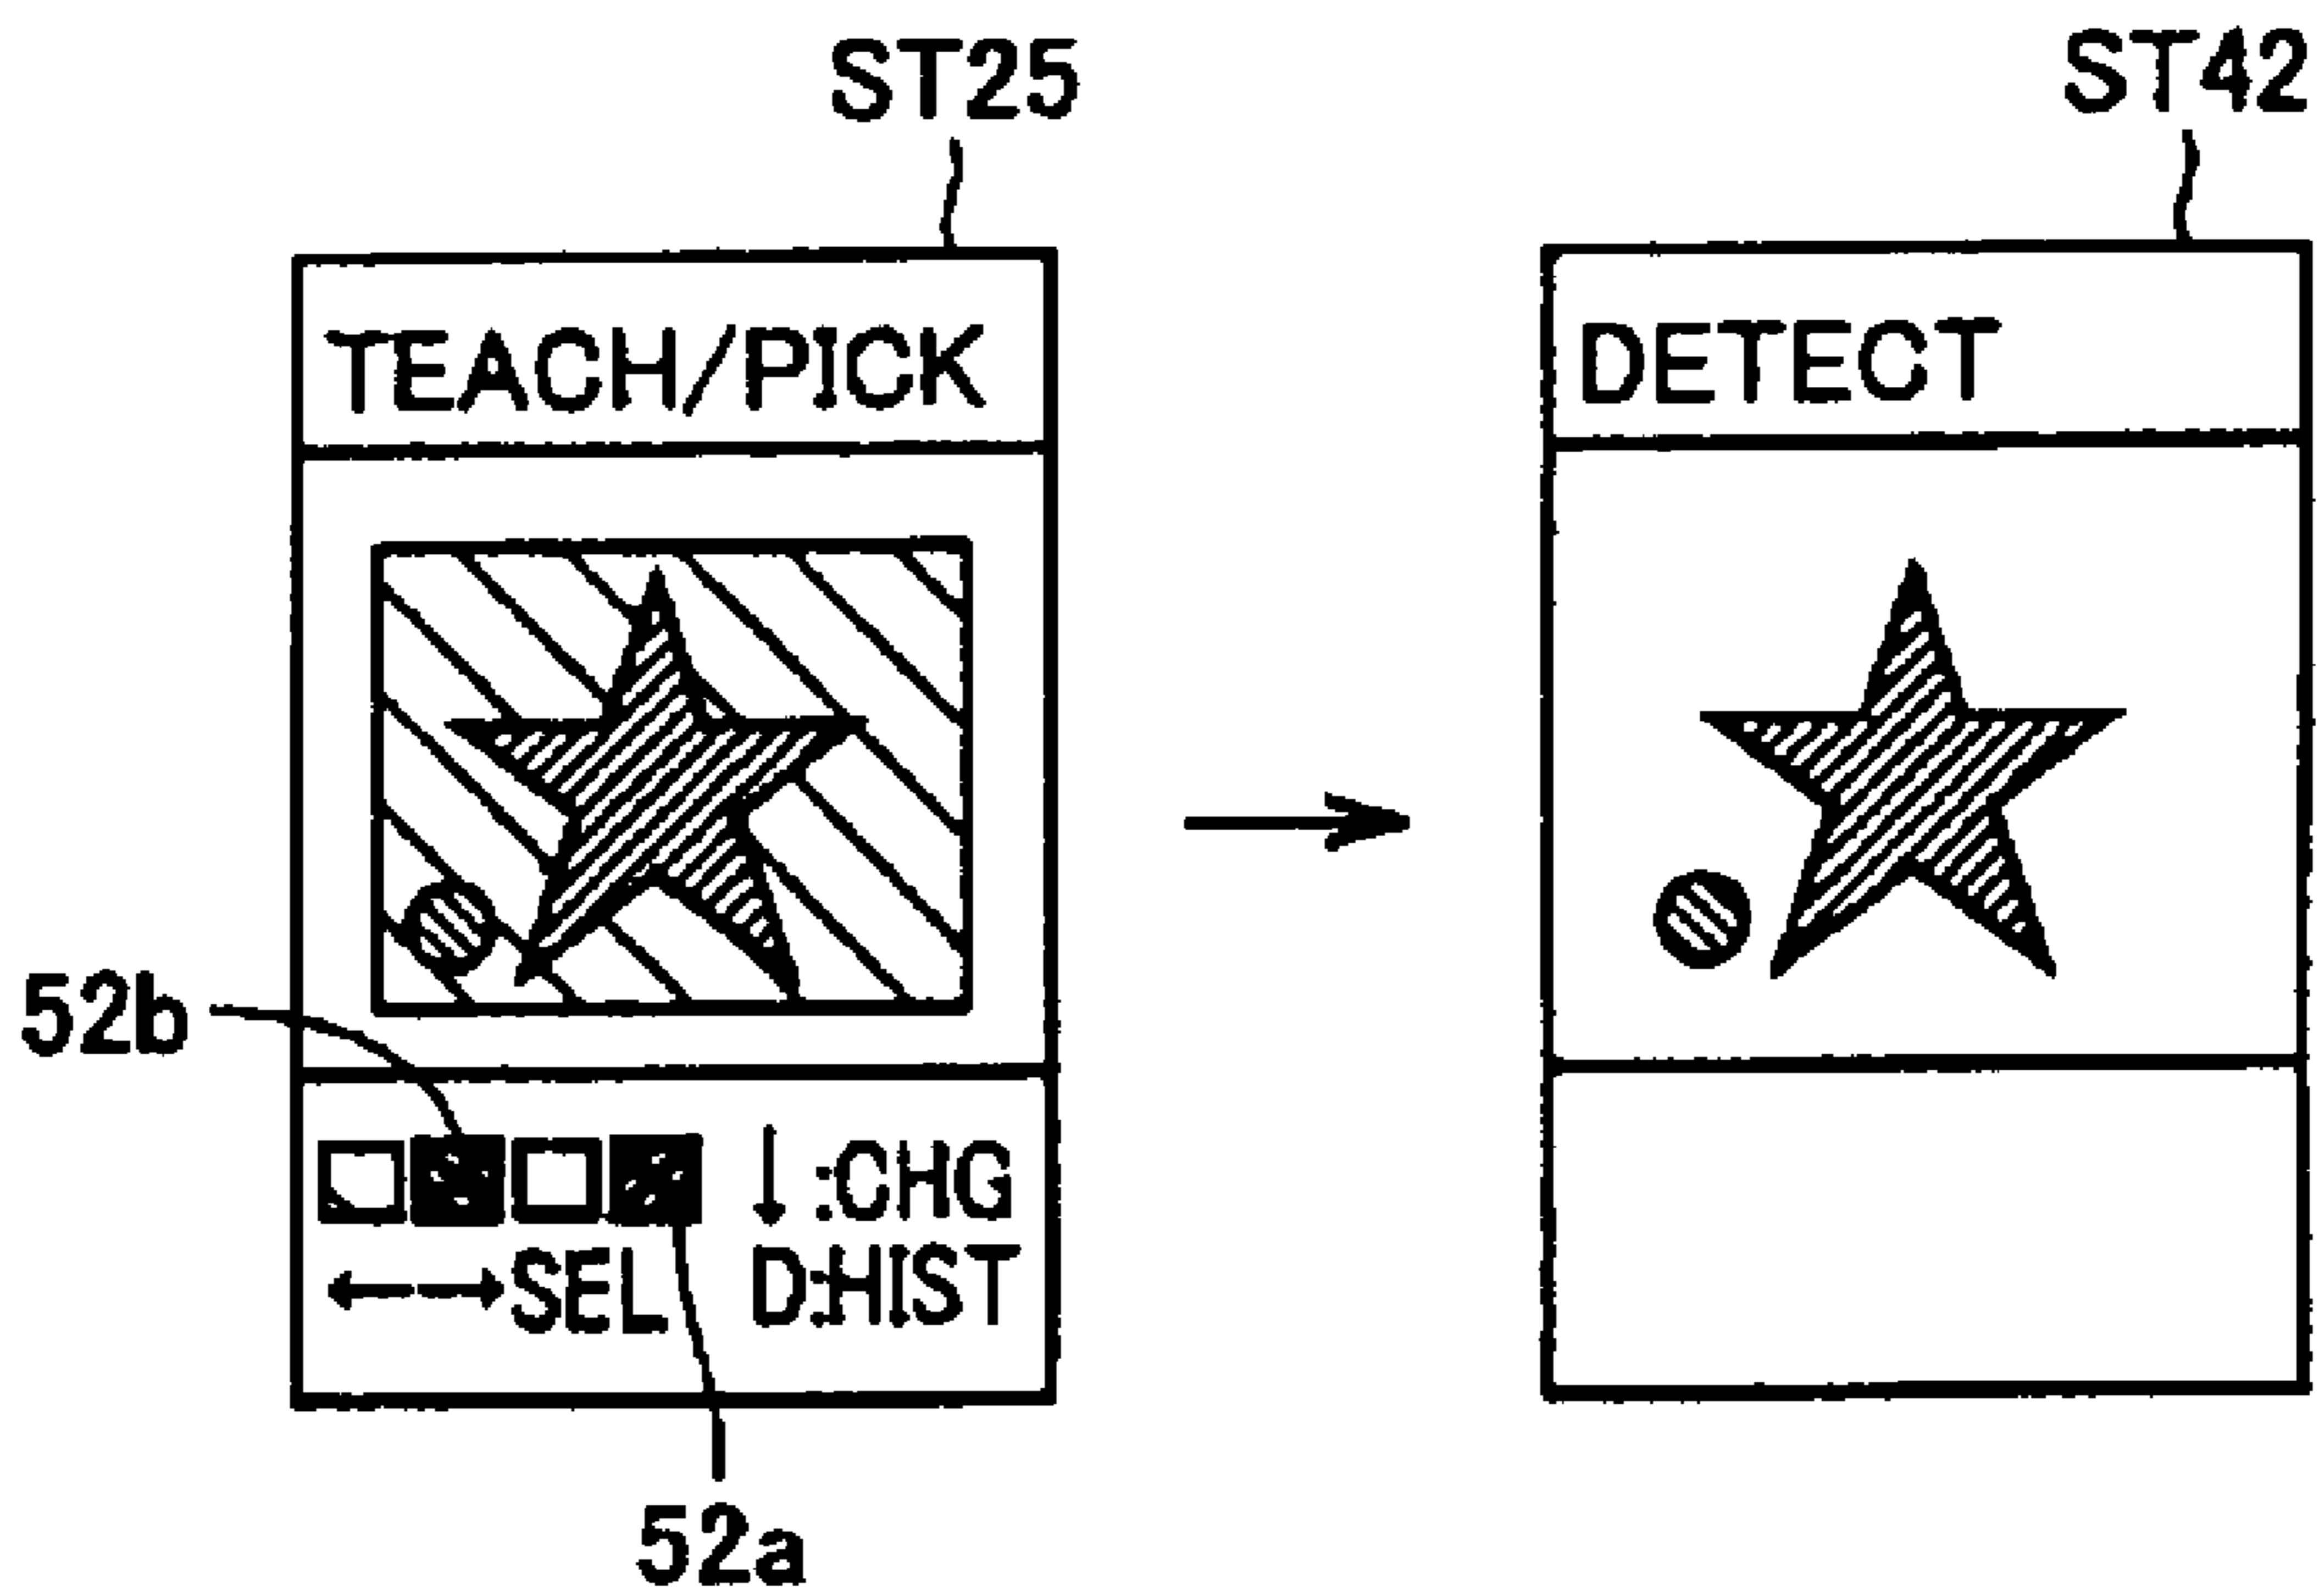 ST25
ST42
TEACH/PICK
DETECT
52b
↓:CHG
←→SEL D:HIST
52a